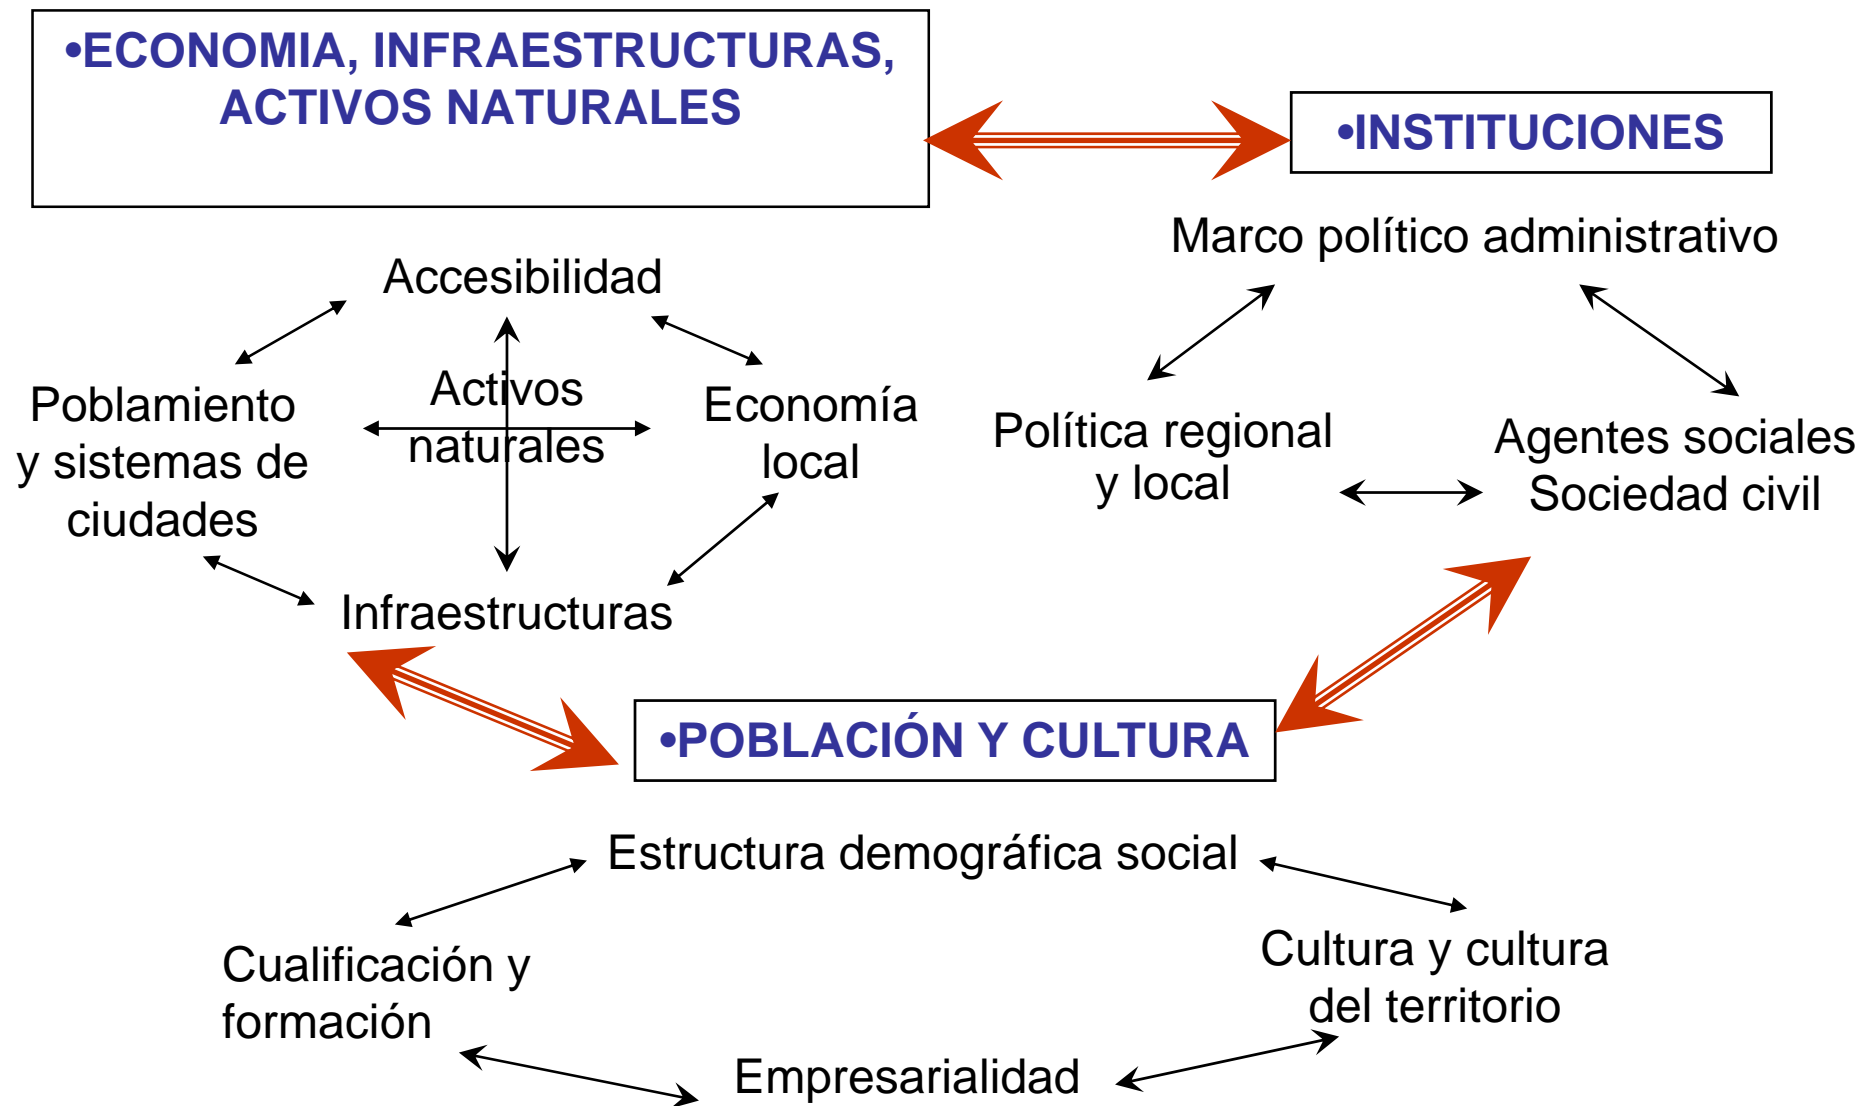 •ECONOMIA, INFRAESTRUCTURAS,
ACTIVOS NATURALES
•INSTITUCIONES
Marco político administrativo
Accesibilidad
Activos
naturales
Poblamiento
y sistemas de
ciudades
Economía
local
Política regional
y local
Agentes sociales
Sociedad civil
Infraestructuras
•POBLACIÓN Y CULTURA
Estructura demográfica social
Cualificación y
formación
Cultura y cultura
del territorio
Empresarialidad